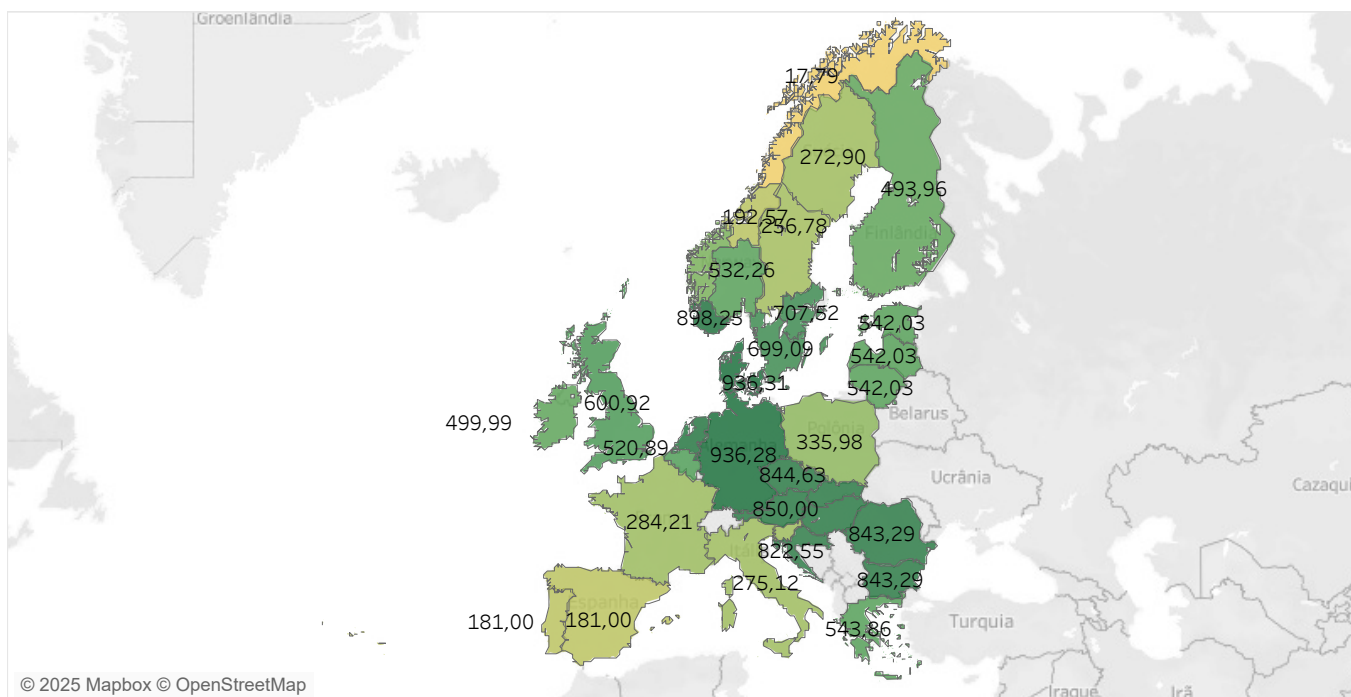 Groenlândia
17,79
272,90
493,96
192,57
256,78
Finlândia
532,26
898,25
707,52
542,03
699,09
542,03
936,31
542,03
Belarus
600,92
499,99
520,89
Polônia
335,98
936,28
844,63
Ucrânia
Cazaqui
850,00
284,21
843,29
822,55
275,12
843,29
Espanha
181,00
181,00
543,86
Turquia
© 2025 Mapbox © OpenStreetMap
Iraque
Irã